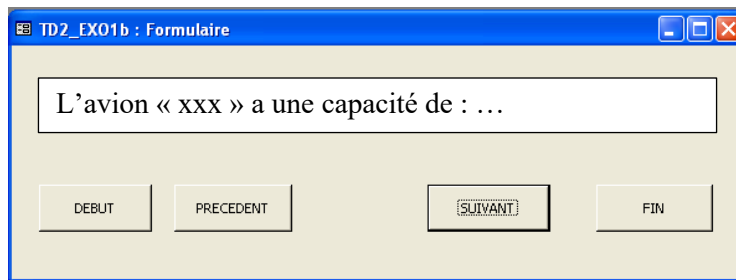 TD2_EXO1b : Formulaire
L'avion « xxx » a une capacité de : …
DEBUT PRECEDENT SUIVANT FIN